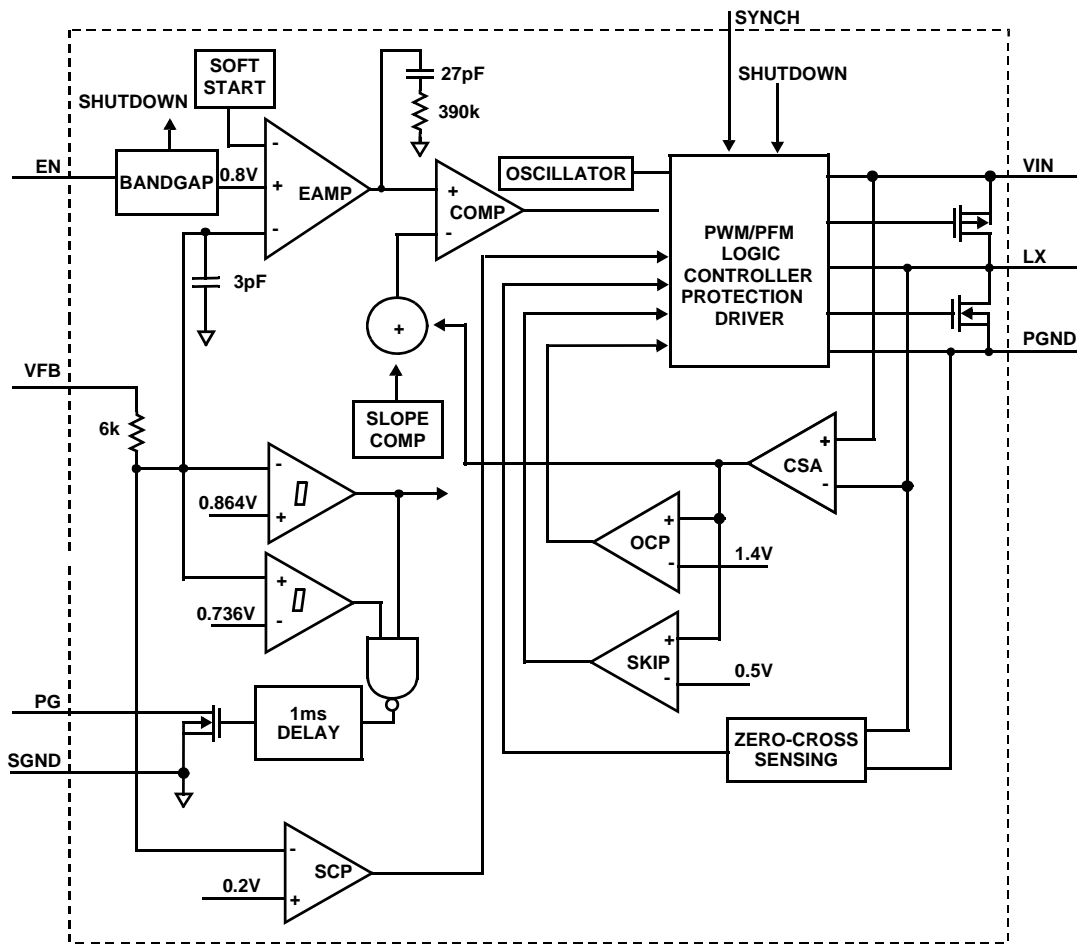 SYNCH
SOFT
START
27pF
SHUTDOWN
SHUTDOWN
390k
-
EN
BANDGAP
0.8V
+
EAMP
-
OSCILLATOR
+
COMP
-
VIN
PWM/PFM
LOGIC
CONTROLLER
PROTECTION
DRIVER
LX
3pF
+
PGND
VFB
6k
SLOPE
COMP
+
CSA
-
-
0.864V
+
+
OCP
-
1.4V
+
0.736V
-
+
SKIP
-
0.5V
PG
1ms
DELAY
ZERO-CROSS
SENSING
SGND
-
SCP
0.2V
+